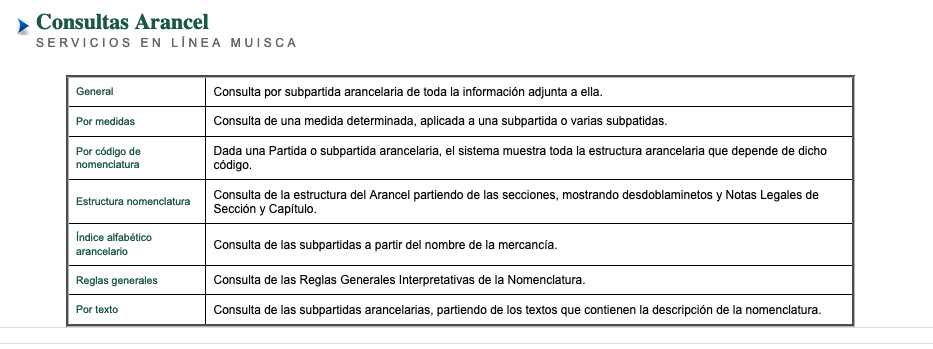 Consultas Arancel
SERVICIOS EN LÍNEA MUISCA
General
Consulta por subpartida arancelaria de toda la información adjunta a ella.
Por medidas
Consulta de una medida determinada, aplicada a una subpartida o varias subpatidas.
Por código de
nomenclatura
Dada una Partida o subpartida arancelaria, el sistema muestra toda la estructura arancelaria que depende de dicho
código.
Estructura nomenclatura
Consulta de la estructura del Arancel partiendo de las secciones, mostrando desdoblaminetos y Notas Legales de
Sección y Capítulo.
Índice alfabético
arancelario
Consulta de las subpartidas a partir del nombre de la mercancía.
Reglas generales
Consulta de las Reglas Generales Interpretativas de la Nomenclatura.
Por texto
Consulta de las subpartidas arancelarias, partiendo de los textos que contienen la descripción de la nomenclatura.